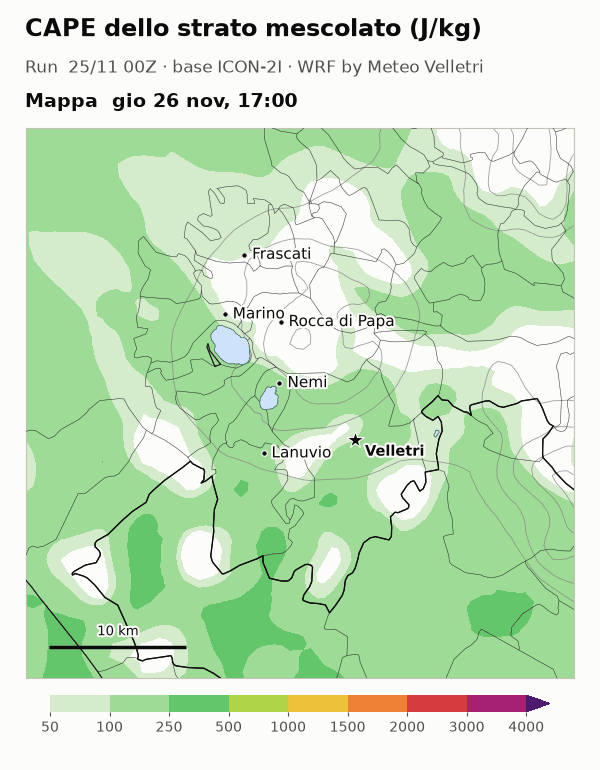 CAPE dello strato mescolato (J/kg)
Run  25/11 00Z · base ICON-2I · WRF by Meteo Velletri
Mappa  gio 26 nov, 17:00
Frascati
Marino
Rocca di Papa
Nemi
Velletri
Lanuvio
10 km
50 100 250 500 1000 1500 2000 3000 4000